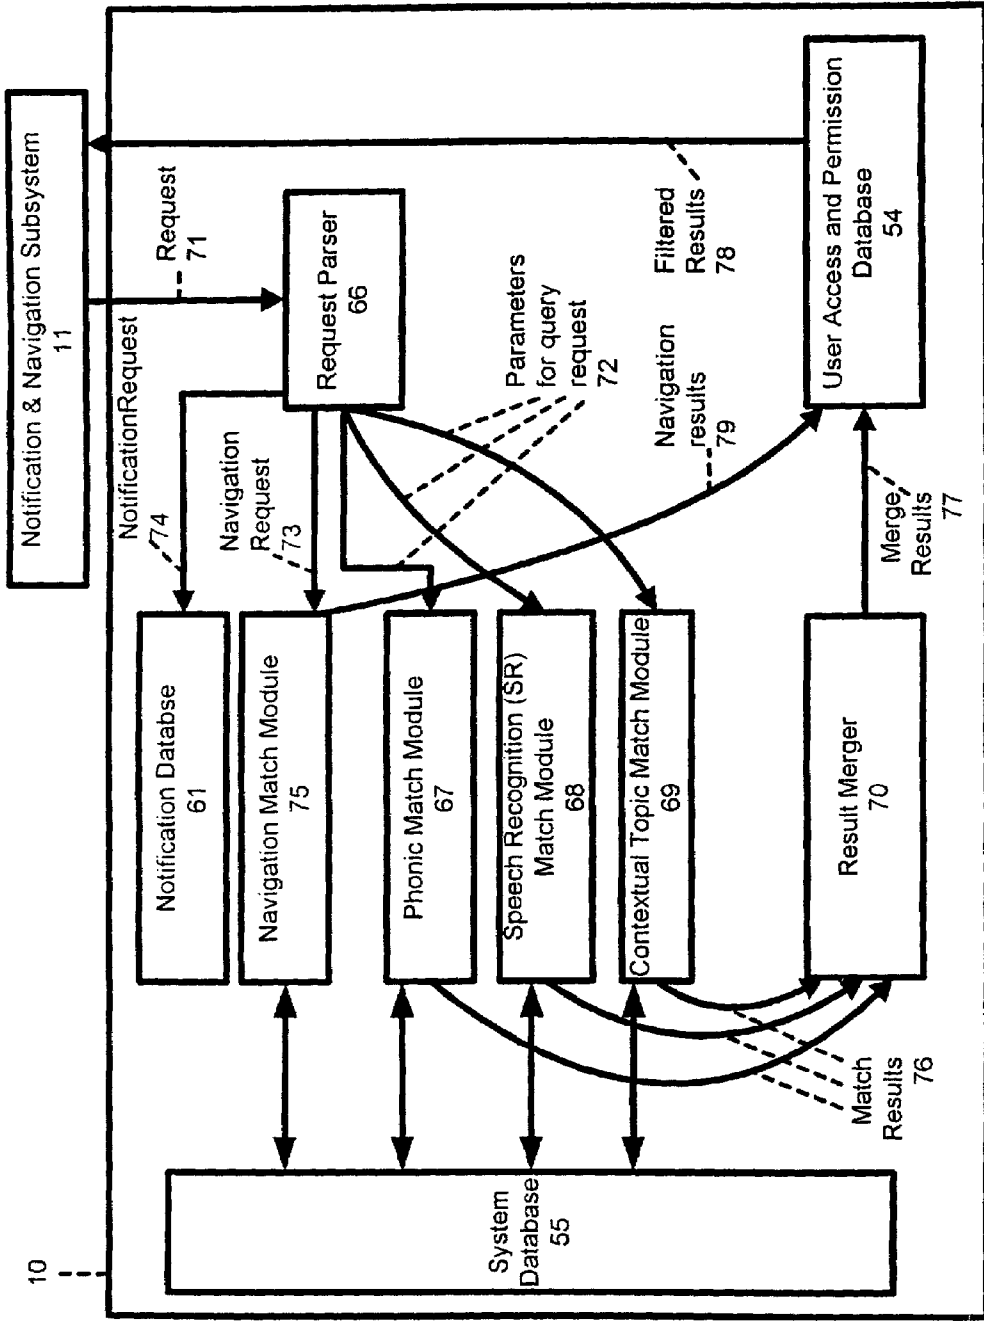 10
Notification & Navigation Subsystem
11
Request
71
NotificationRequest
74
Navigation
Request
73
Request Parser
66
Parameters
for query
request
72
Filtered
Results
78
Navigation
results
79
User Access and Permission
Database
54
Notification Databse
61
Navigation Match Module
75
Phonic Match Module
67
Speech Recognition (SR)
Match Module
68
Contextual Topic Match Module
69
Result Merger
70
Merge
Results
77
Match
Results
76
System
Database
55